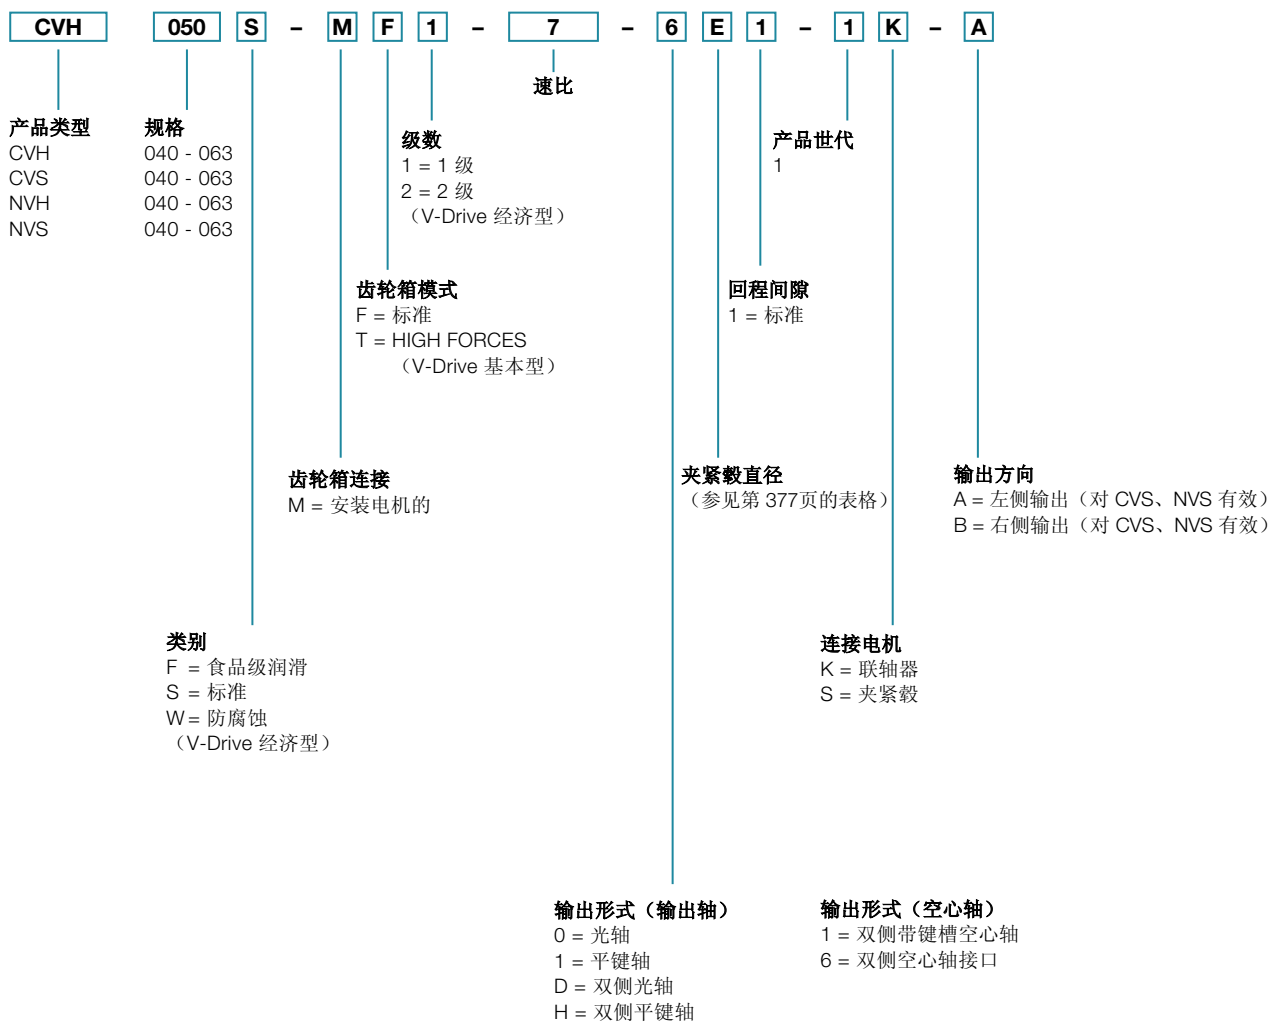 CVH 050 S – M F 1 – 7 – 6 E 1 – 1 K – A
速比
产品类型
CVH
CVS
NVH
NVS
规格
040 - 063
040 - 063
040 - 063
040 - 063
级数
1 = 1 级
2 = 2 级
（V-Drive 经济型）
产品世代
1
齿轮箱模式
F = 标准
T = HIGH FORCES
（V-Drive 基本型）
回程间隙
1 = 标准
齿轮箱连接
M = 安装电机的
夹紧毂直径
（参见第 377页的表格）
输出方向
A = 左侧输出（对 CVS、NVS 有效）
B = 右侧输出（对 CVS、NVS 有效）
类别
F = 食品级润滑
S = 标准
W = 防腐蚀
（V-Drive 经济型）
连接电机
K = 联轴器
S = 夹紧毂
输出形式（输出轴）
0 = 光轴
1 = 平键轴
D = 双侧光轴
H = 双侧平键轴
输出形式（空心轴）
1 = 双侧带键槽空心轴
6 = 双侧空心轴接口